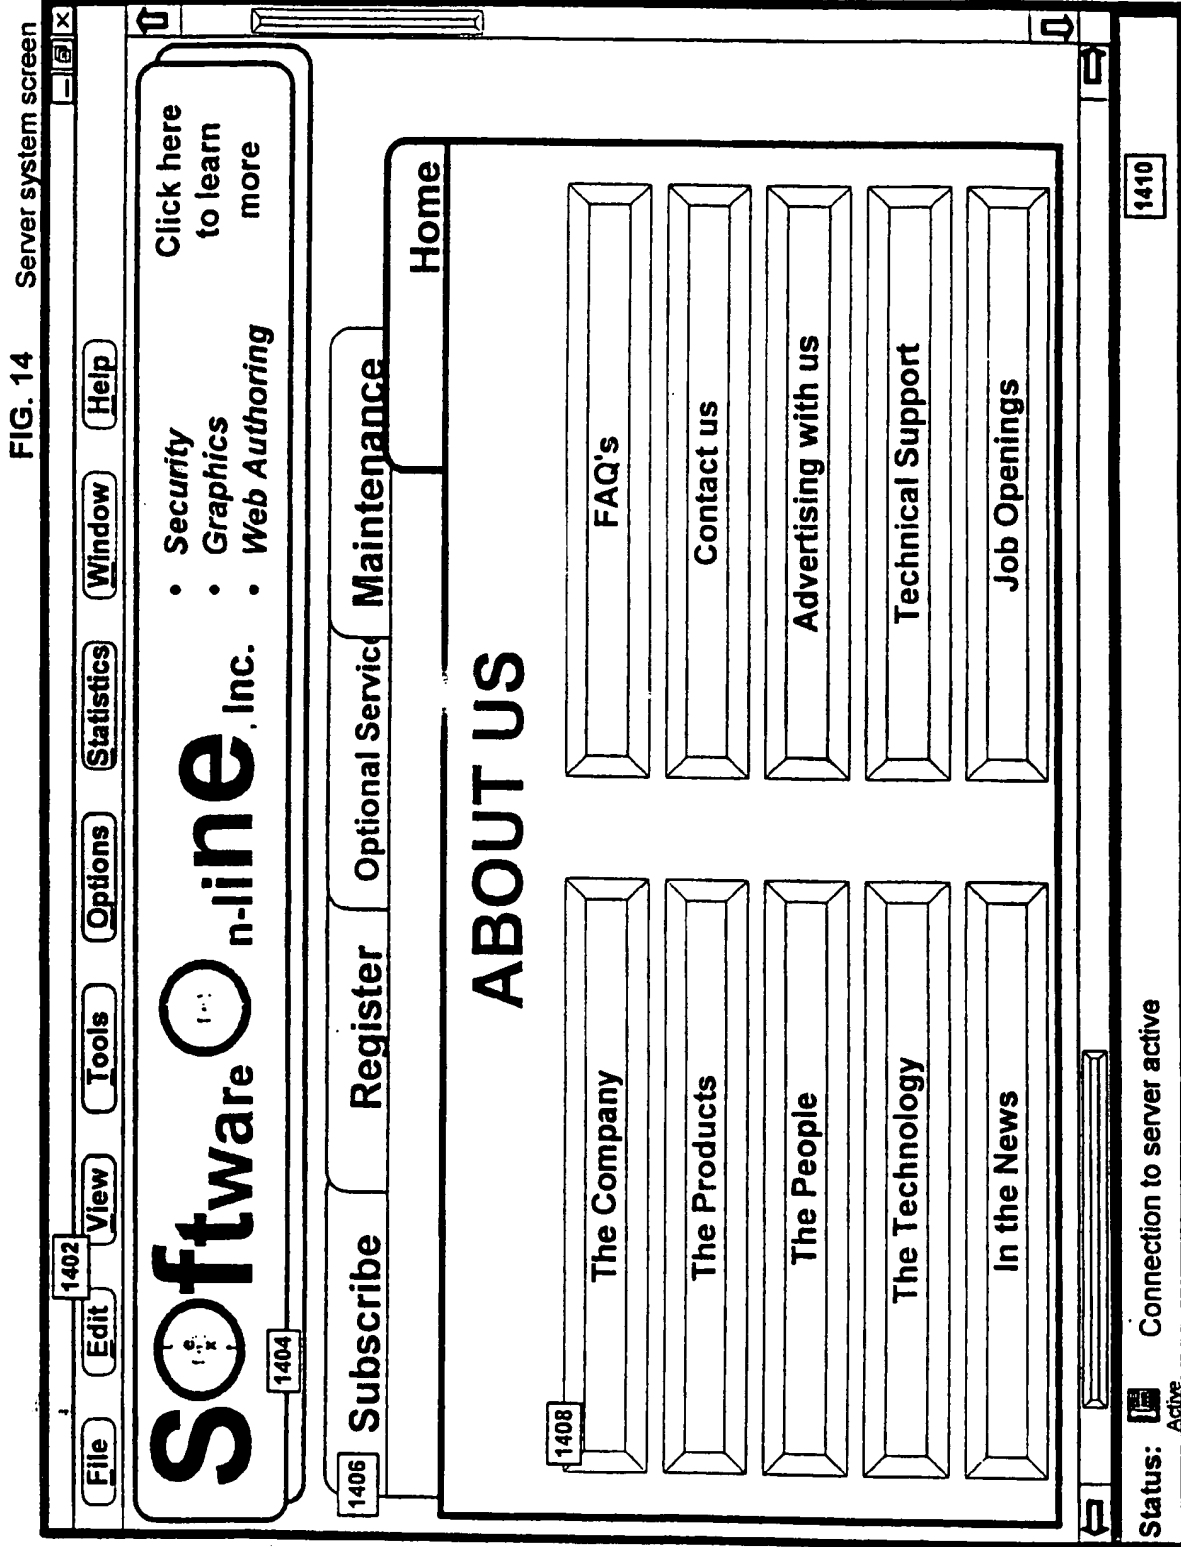 FIG. 14 Server system screen
1402
File Edit View Tools Options Statistics Window Help
Software On-line, Inc.
• Security
• Graphics
• Web Authoring
Click here
to learn
more
1404
1406
Subscribe Register Optional Service Maintenance
Home
ABOUT US
1408
The Company FAQ's
The Products Contact us
The People Advertising with us
The Technology Technical Support
In the News Job Openings
Status: Connection to server active 1410
Active